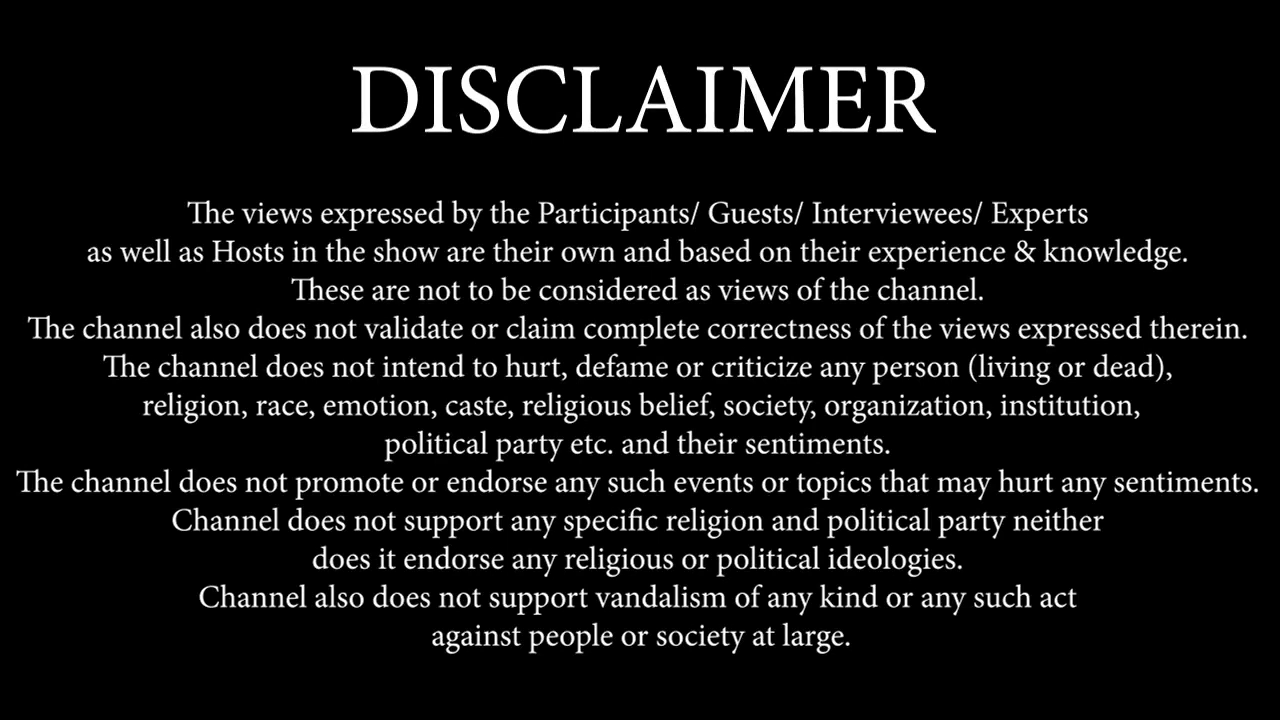 DISCLAIMER
The views expressed by the Participants/ Guests/ Interviewees/ Experts
as well as Hosts in the show are their own and based on their experience & knowledge.
These are not to be considered as views of the channel.
The channel also does not validate or claim complete correctness of the views expressed therein.
The channel does not intend to hurt, defame or criticize any person (living or dead),
religion, race, emotion, caste, religious belief, society, organization, institution,
political party etc. and their sentiments.
The channel does not promote or endorse any such events or topics that may hurt any sentiments.
Channel does not support any specific religion and political party neither
does it endorse any religious or political ideologies.
Channel also does not support vandalism of any kind or any such act
against people or society at large.